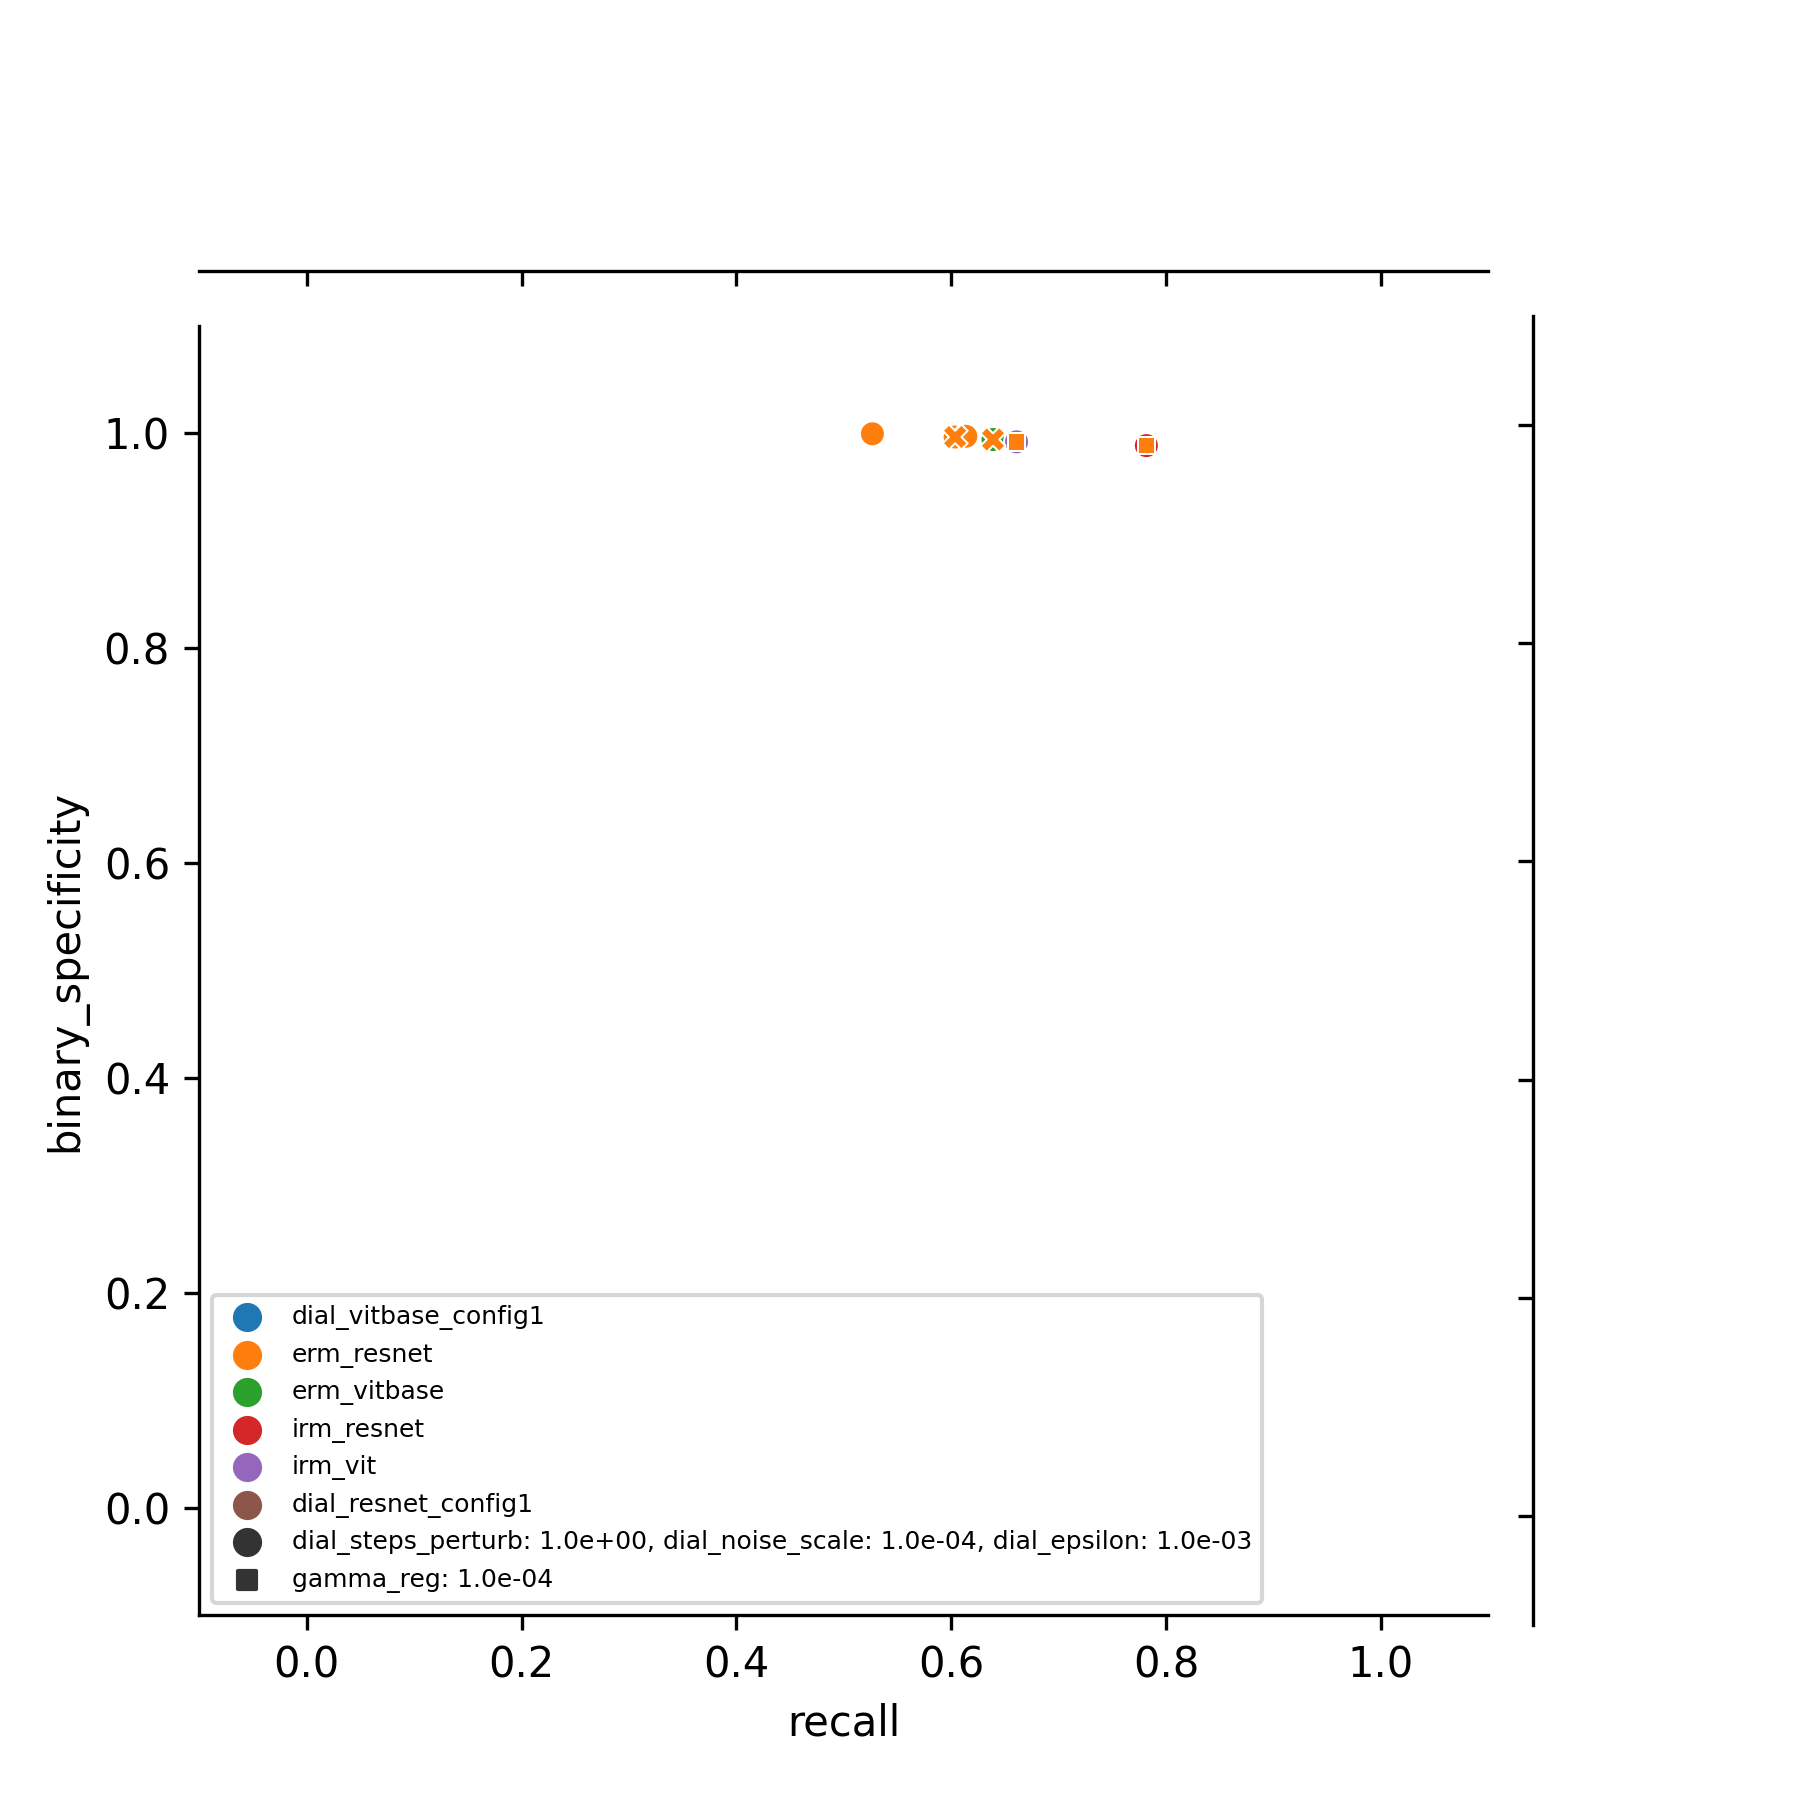 1.0
0.8
0.6
0.4
0.2
0.0
binary_specificity
dial_vitbase_config1
erm_resnet
erm_vitbase
irm_resnet
irm_vit
dial_resnet_config1
dial_steps_perturb: 1.0e+00, dial_noise_scale: 1.0e-04, dial_epsilon: 1.0e-03
gamma_reg: 1.0e-04
0.0 0.2 0.4 0.6 0.8 1.0
recall